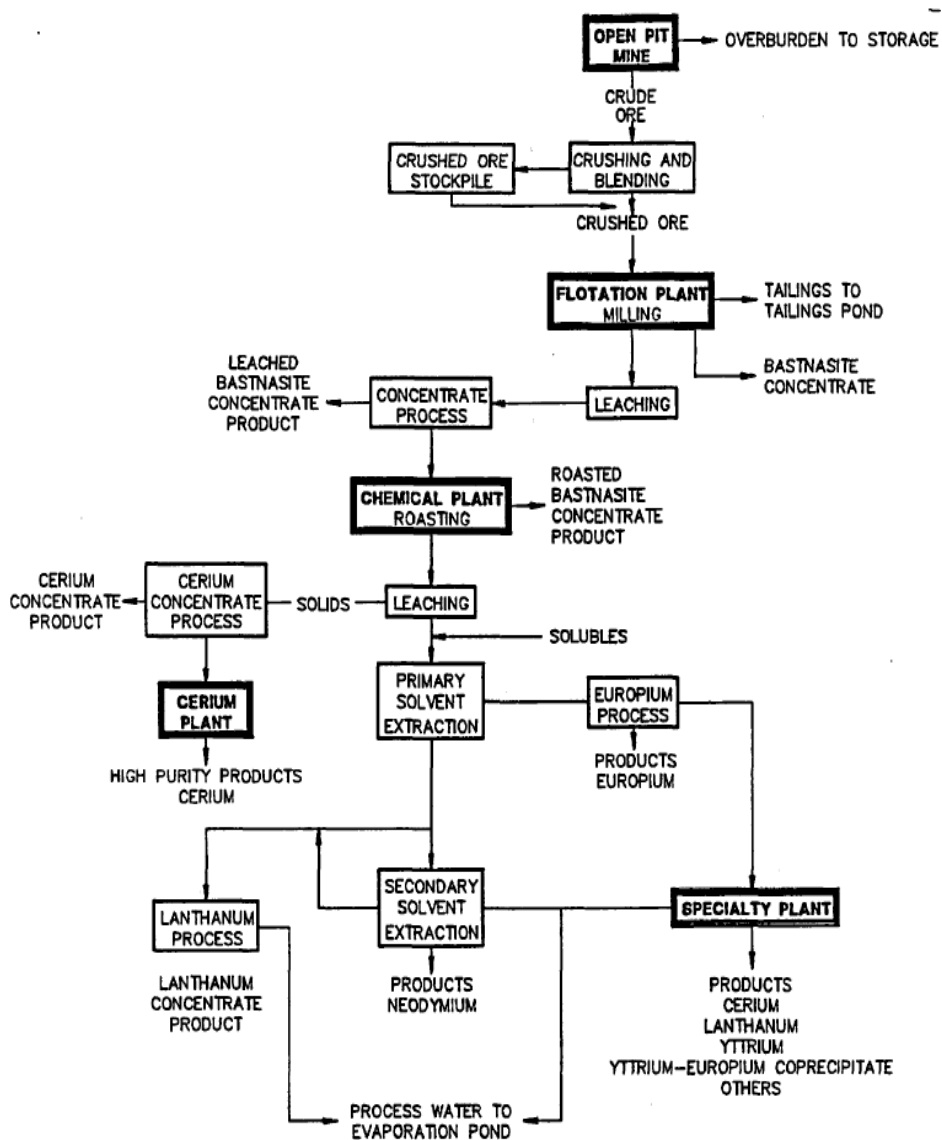 OPEN PIT
MINE
OVERBURDEN TO STORAGE
CRUDE
ORE
CRUSHED ORE
STOCKPILE
CRUSHING AND
BLENDING
CRUSHED ORE
FLOTATION PLANT
MILLING
TAILINGS TO
TAILINGS POND
BASTNASITE
CONCENTRATE
LEACHED
BASTNASITE
CONCENTRATE
PRODUCT
CONCENTRATE
PROCESS
LEACHING
CHEMICAL PLANT
ROASTING
ROASTED
BASTNASITE
CONCENTRATE
PRODUCT
CERIUM
CONCENTRATE
PRODUCT
CERIUM
CONCENTRATE
PROCESS
SOLIDS
LEACHING
SOLUBLES
CERIUM
PLANT
PRIMARY
SOLVENT
EXTRACTION
EUROPIUM
PROCESS
HIGH PURITY PRODUCTS
CERIUM
PRODUCTS
EUROPIUM
LANTHANUM
PROCESS
SECONDARY
SOLVENT
EXTRACTION
SPECIALTY PLANT
LANTHANUM
CONCENTRATE
PRODUCT
PRODUCTS
NEODYMIUM
PRODUCTS
CERIUM
LANTHANUM
YTTRIUM
YTTRIUM-EUROPIUM COPRECIPITATE
OTHERS
PROCESS WATER TO
EVAPORATION POND